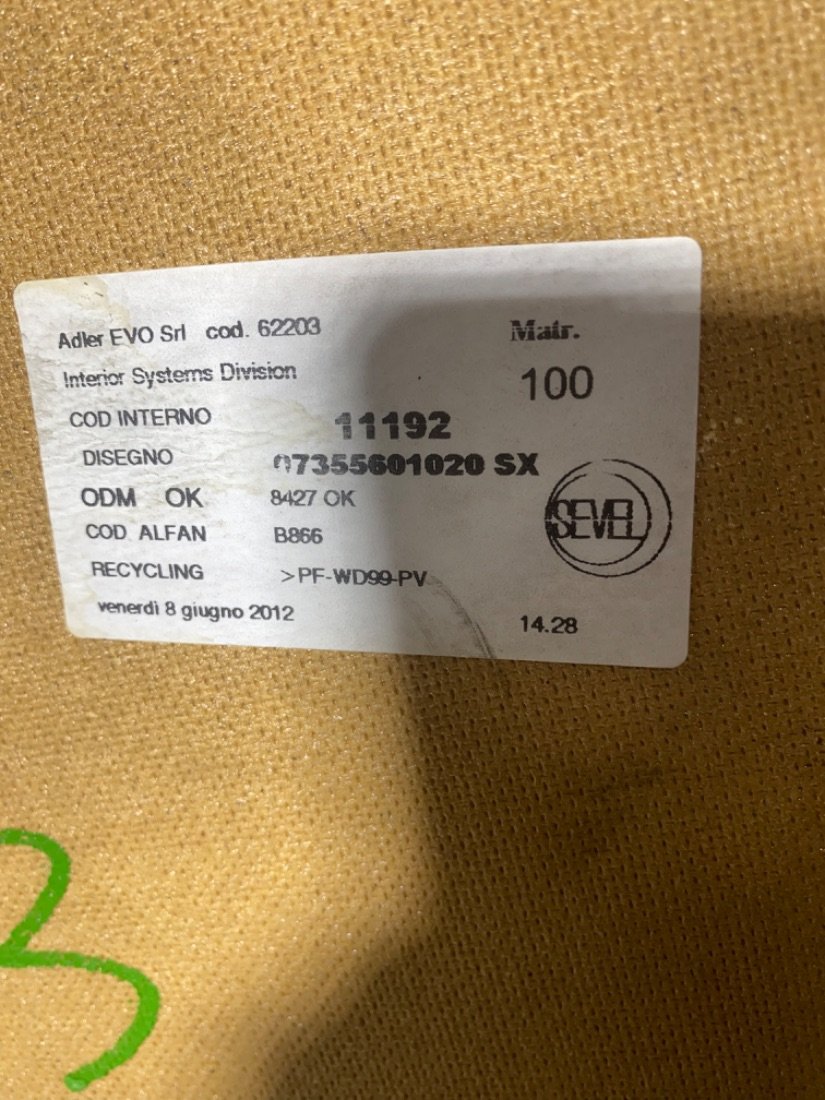 Adler EVO Srl cod. 62203
Matr.
Interior Systems Division
100
COD INTERNO 11192
DISEGNO 07355601020 SX
ODM OK 8427 OK
SEVEL
COD. ALFAN B866
RECYCLING >PF-WD99-PV
venerdì 8 giugno 2012 14.28
3